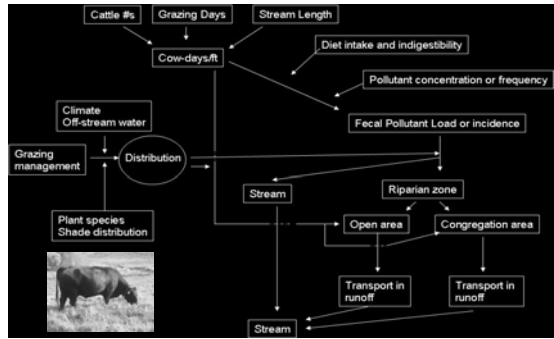 Cattle #s
Grazing Days
Stream Length
Cow-days/ft
Diet intake and indigestibility
Pollutant concentration or frequency
Climate
Off-stream water
Fecal Pollutant Load or incidence
Grazing
management
Distribution
Stream
Riparian zone
Plant species
Shade distribution
Open area
Congregation area
Transport in
runoff
Transport in
runoff
Stream